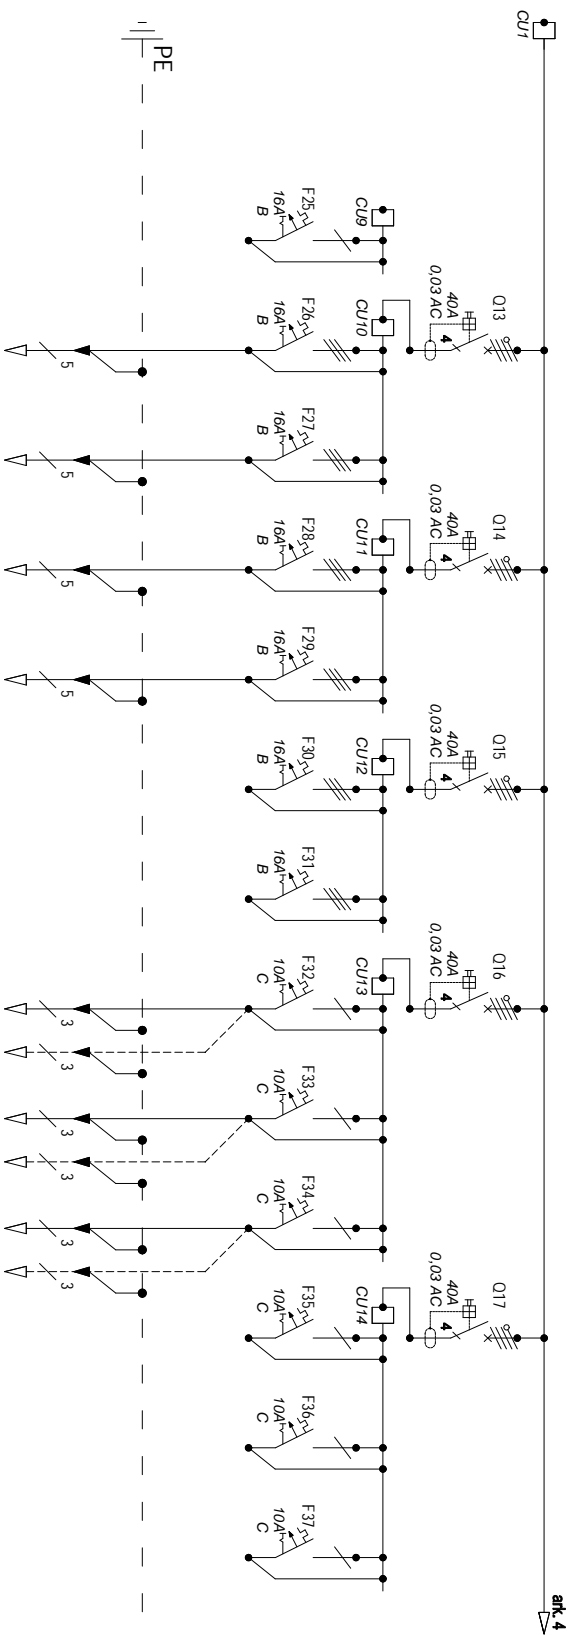 CU1
ark. 4
Q13
40A
0,03 AC
4
Q14
40A
0,03 AC
4
Q15
40A
0,03 AC
4
Q16
40A
0,03 AC
4
Q17
40A
0,03 AC
4
CU9
CU10
CU11
CU12
CU13
CU14
F25
16A
B
F26
16A
B
F27
16A
B
F28
16A
B
F29
16A
B
F30
16A
B
F31
16A
B
F32
10A
C
F33
10A
C
F34
10A
C
F35
10A
C
F36
10A
C
F37
10A
C
PE
5
5
5
5
3
3
3
3
3
3